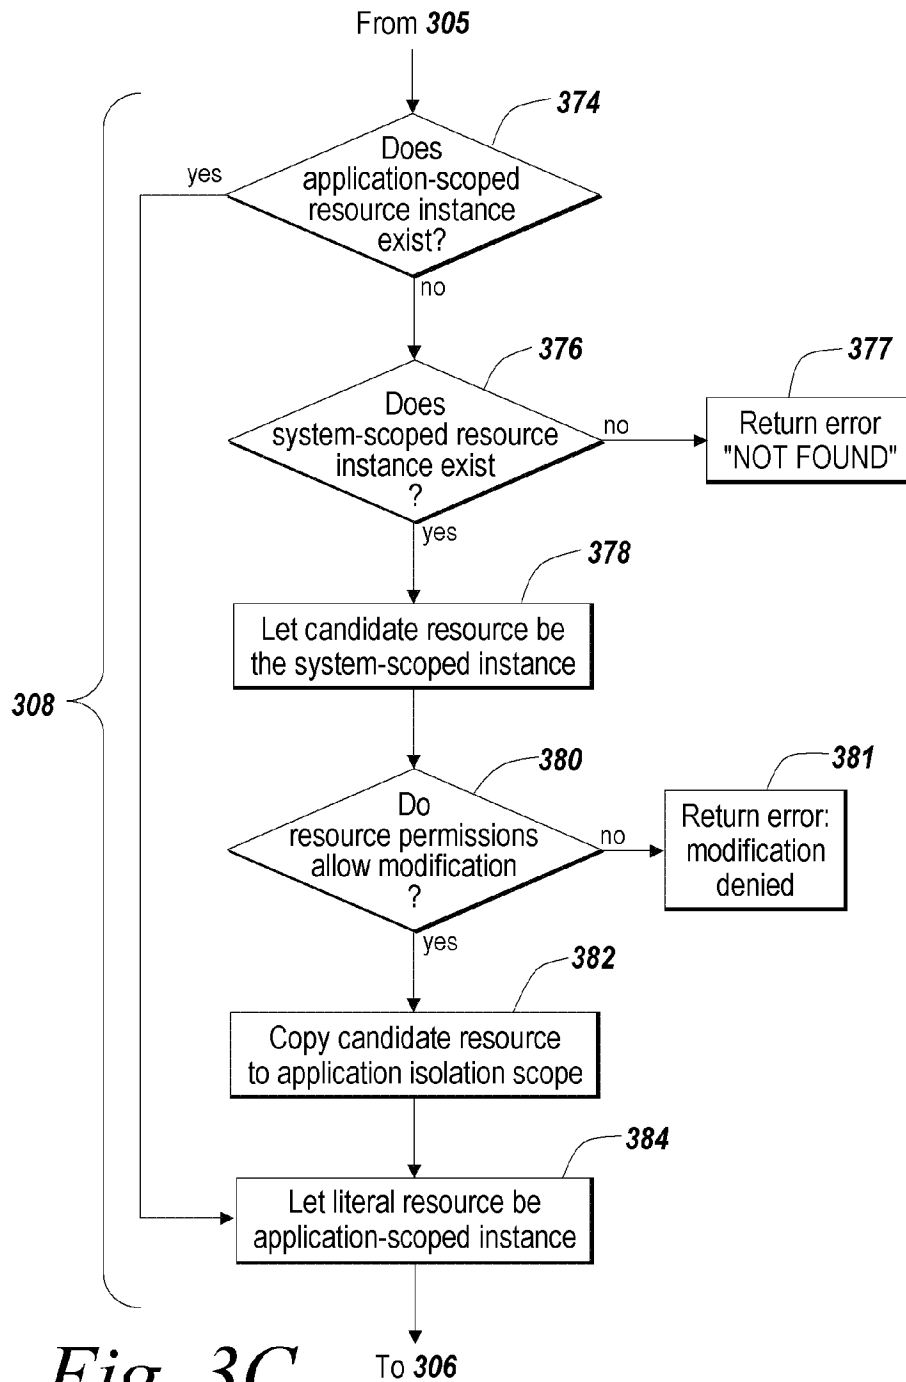 From 305
374
Does
application-scoped
resource instance
exist?
yes
no
376
Does
system-scoped resource
instance exist
?
no
377
Return error
"NOT FOUND"
yes
378
Let candidate resource be
the system-scoped instance
308
380
Do
resource permissions
allow modification
?
no
381
Return error:
modification
denied
yes
382
Copy candidate resource
to application isolation scope
384
Let literal resource be
application-scoped instance
To 306
Fig. 3C